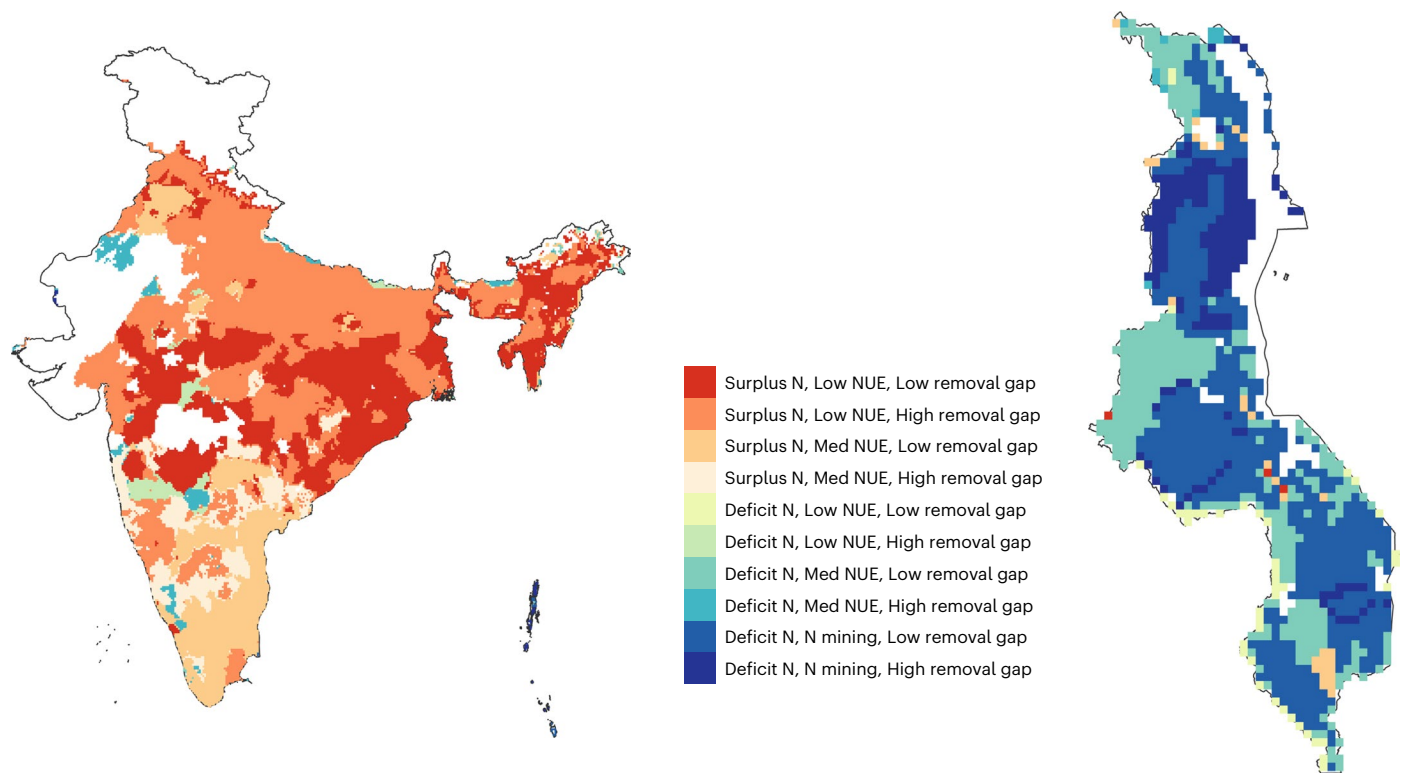 Surplus N, Low NUE, Low removal gap
Surplus N, Low NUE, High removal gap
Surplus N, Med NUE, Low removal gap
Surplus N, Med NUE, High removal gap
Deficit N, Low NUE, Low removal gap
Deficit N, Low NUE, High removal gap
Deficit N, Med NUE, Low removal gap
Deficit N, Med NUE, High removal gap
Deficit N, N mining, Low removal gap
Deficit N, N mining, High removal gap